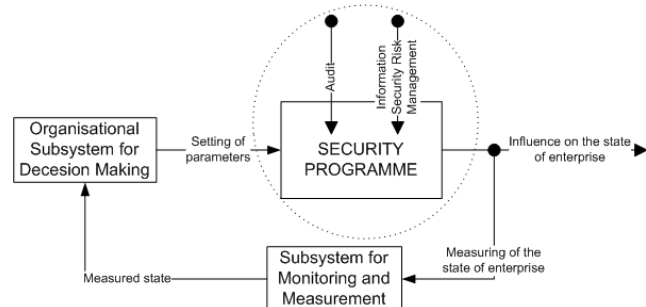 Audit
Information
Security Risk
Management
Organisational
Subsystem for
Decesion Making
Setting of
parameters
SECURITY
PROGRAMME
Influence on the state
of enterprise
Measuring of the
state of enterprise
Subsystem for
Monitoring and
Measurement
Measured state